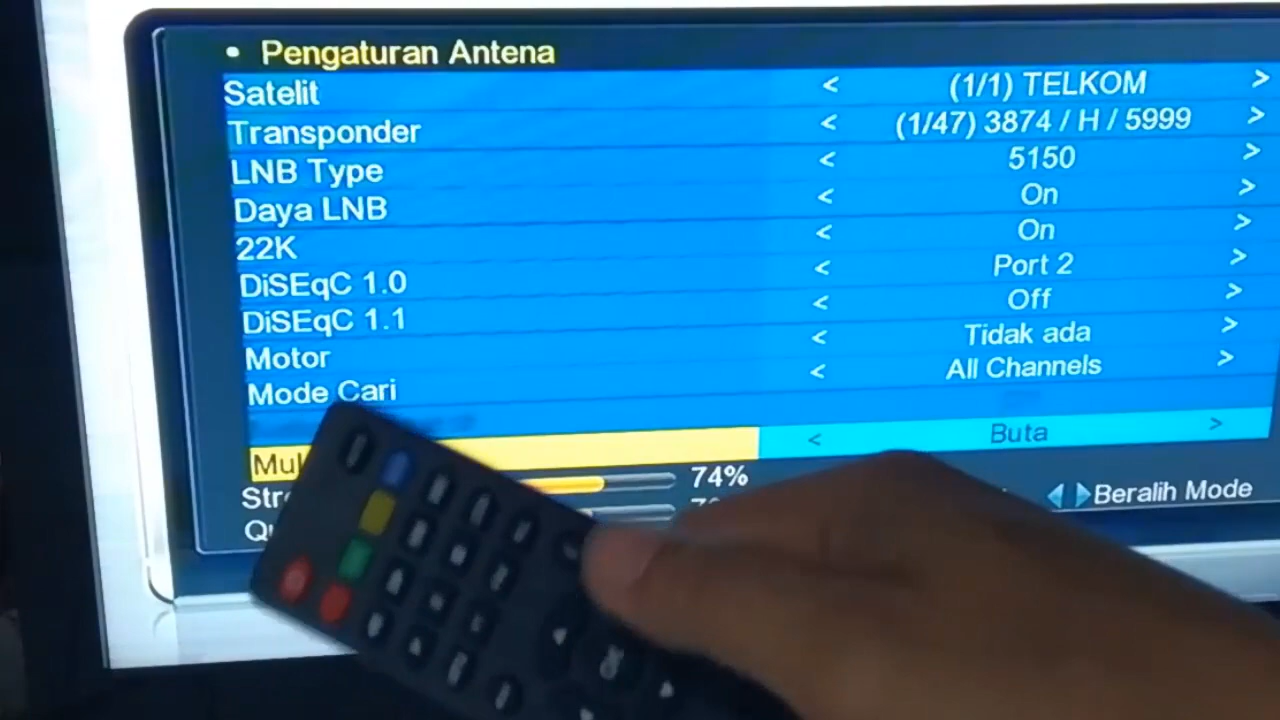 • Pengaturan Antena
Satelit < (1/1) TELKOM >
Transponder < (1/47) 3874 / H / 5999 >
LNB Type < 5150 >
Daya LNB < On >
22K < On >
DiSEqC 1.0 < Port 2 >
DiSEqC 1.1 < Off >
Motor < Tidak ada >
Mode Cari < All Channels >
< Buta >
74%
Beralih Mode
OK